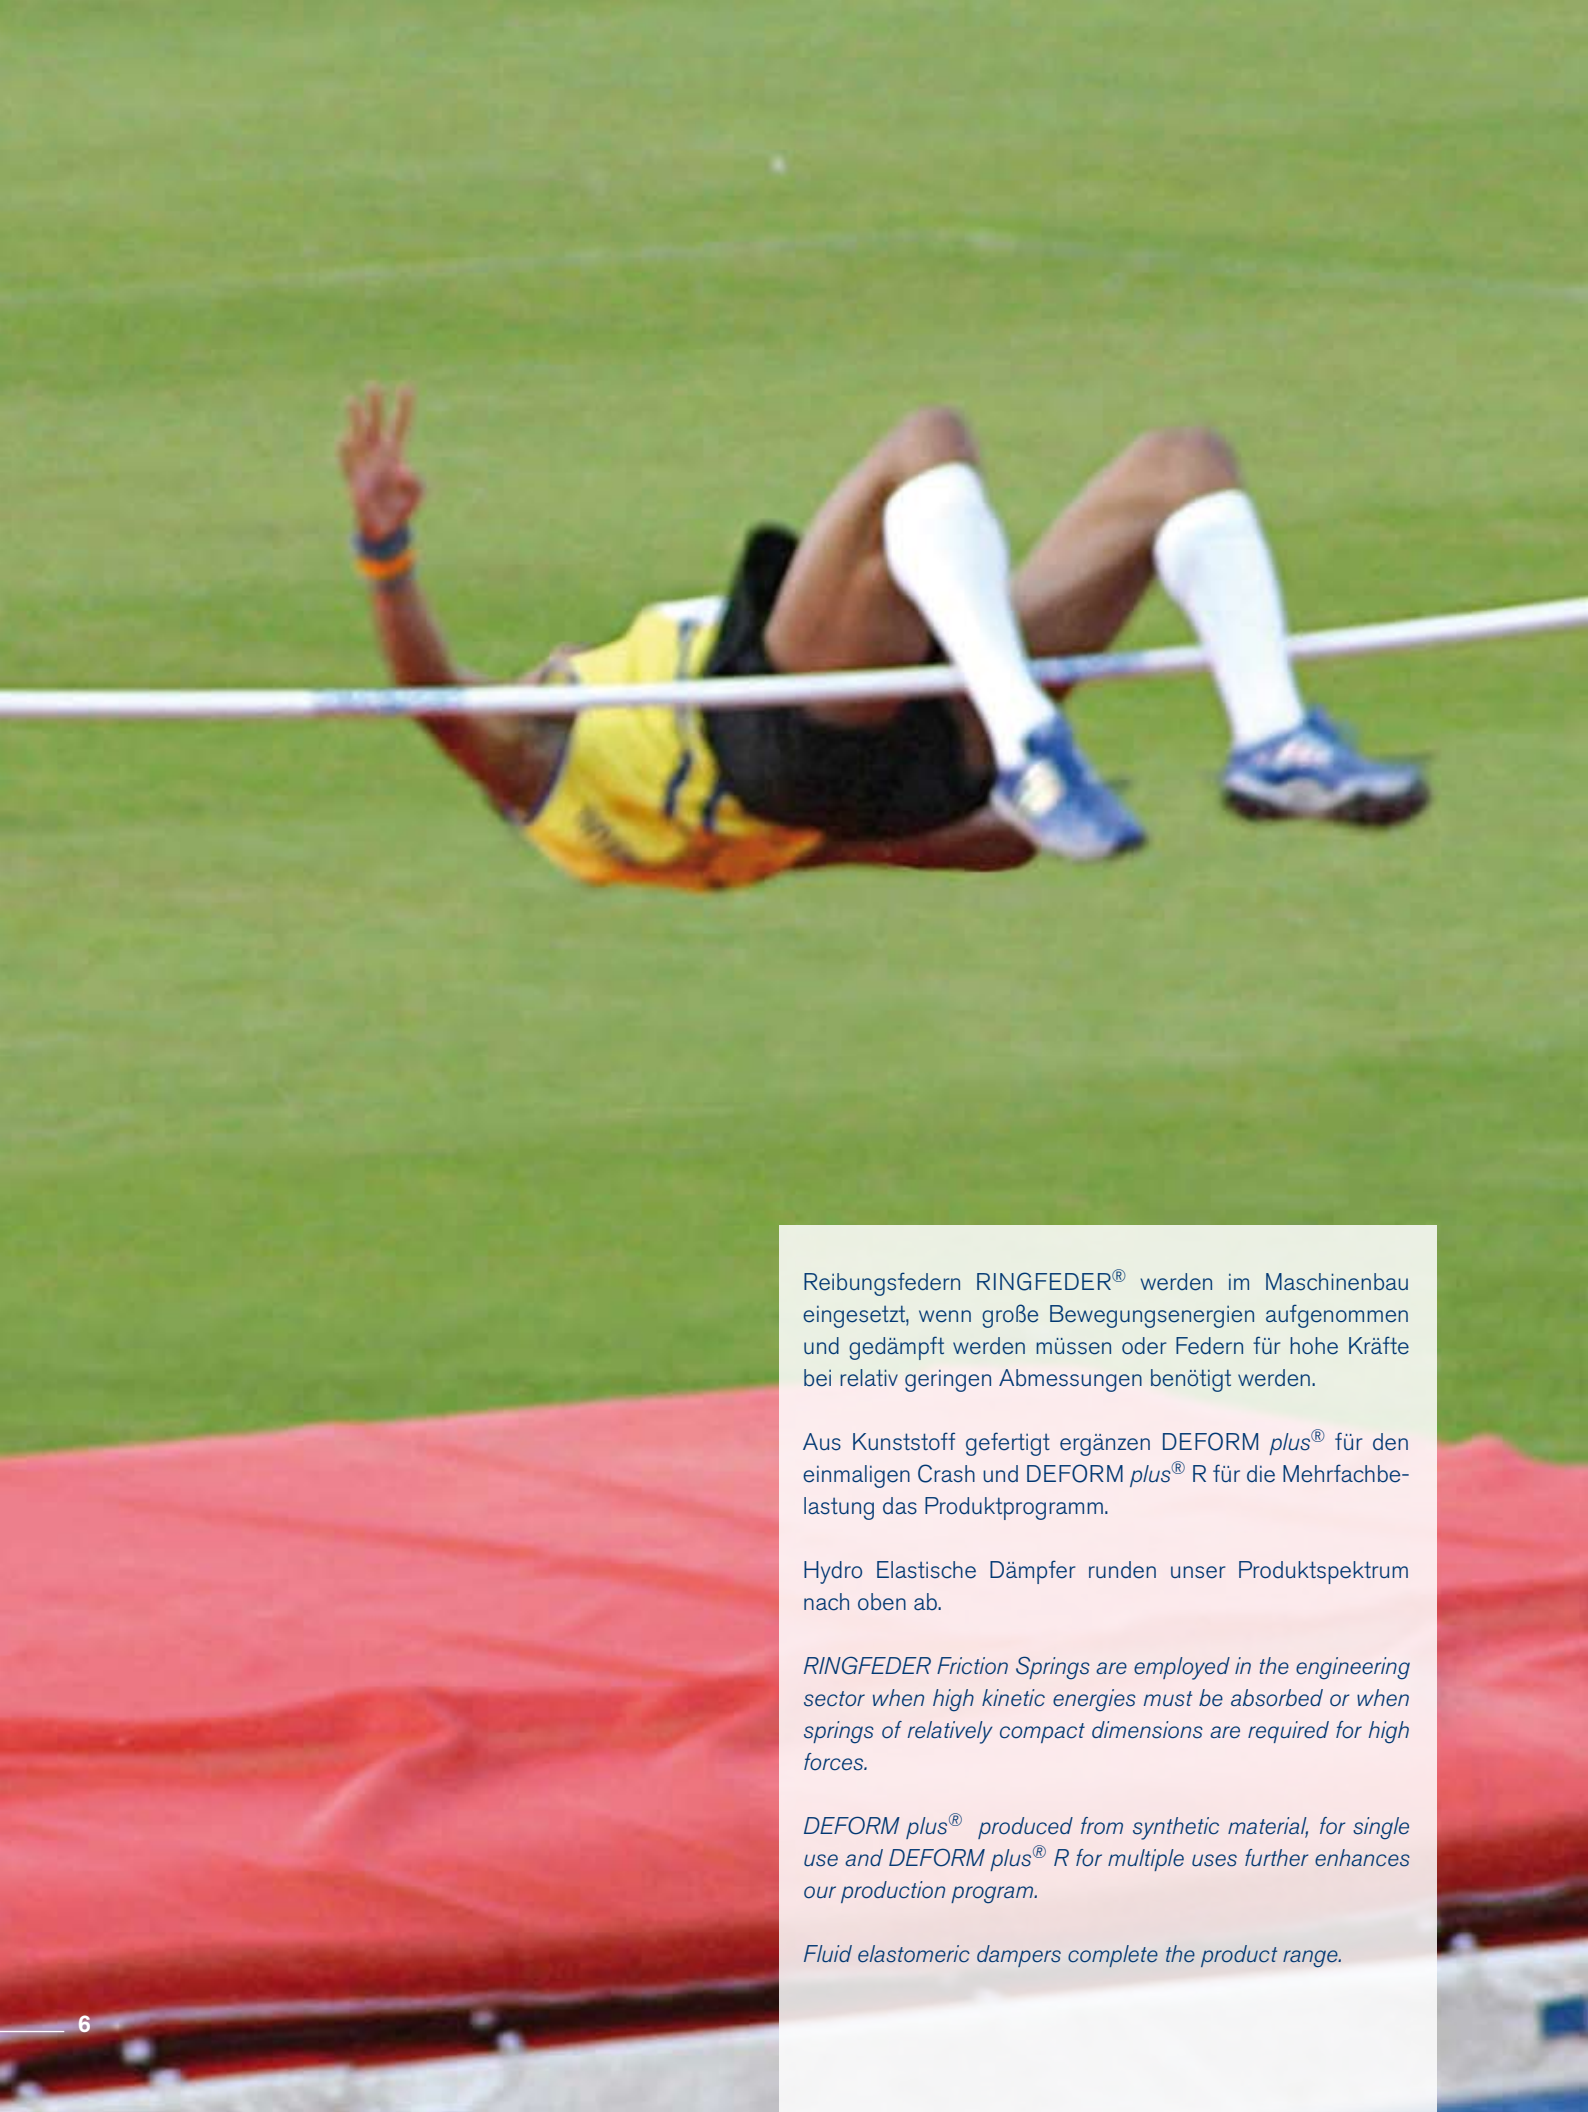 Reibungsfedern RINGFEDER® werden im Maschinenbau
eingesetzt, wenn große Bewegungsenergien aufgenommen
und gedämpft werden müssen oder Federn für hohe Kräfte
bei relativ geringen Abmessungen benötigt werden.
Aus Kunststoff gefertigt ergänzen DEFORM plus® für den
einmaligen Crash und DEFORM plus® R für die Mehrfachbe-
lastung das Produktprogramm.
Hydro Elastische Dämpfer runden unser Produktspektrum
nach oben ab.
RINGFEDER Friction Springs are employed in the engineering
sector when high kinetic energies must be absorbed or when
springs of relatively compact dimensions are required for high
forces.
DEFORM plus® produced from synthetic material, for single
use and DEFORM plus® R for multiple uses further enhances
our production program.
Fluid elastomeric dampers complete the product range.
6